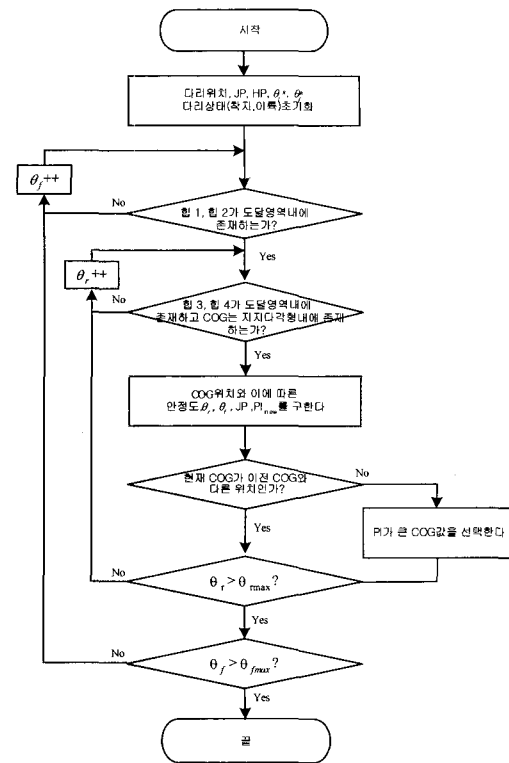 시작
다리위치, JP, HP,
다리상태(착지,이륙)초기화
θf++
No
힙 1, 힙 2가 도달영역내에
존재하는가?
Yes
θr++
No
힙 3, 힙 4가 도달영역내에
존재하고 COG는 지지다각형내에 존재
하는가?
Yes
COG위치와 이에 따른
안정도, JP,PInew를 구한다
현재 COG가 이전 COG와
다른 위치인가?
No
Yes
PI가 큰 COG값을 선택한다
No
θr > θrmax?
Yes
No
θf > θfmax?
Yes
끝